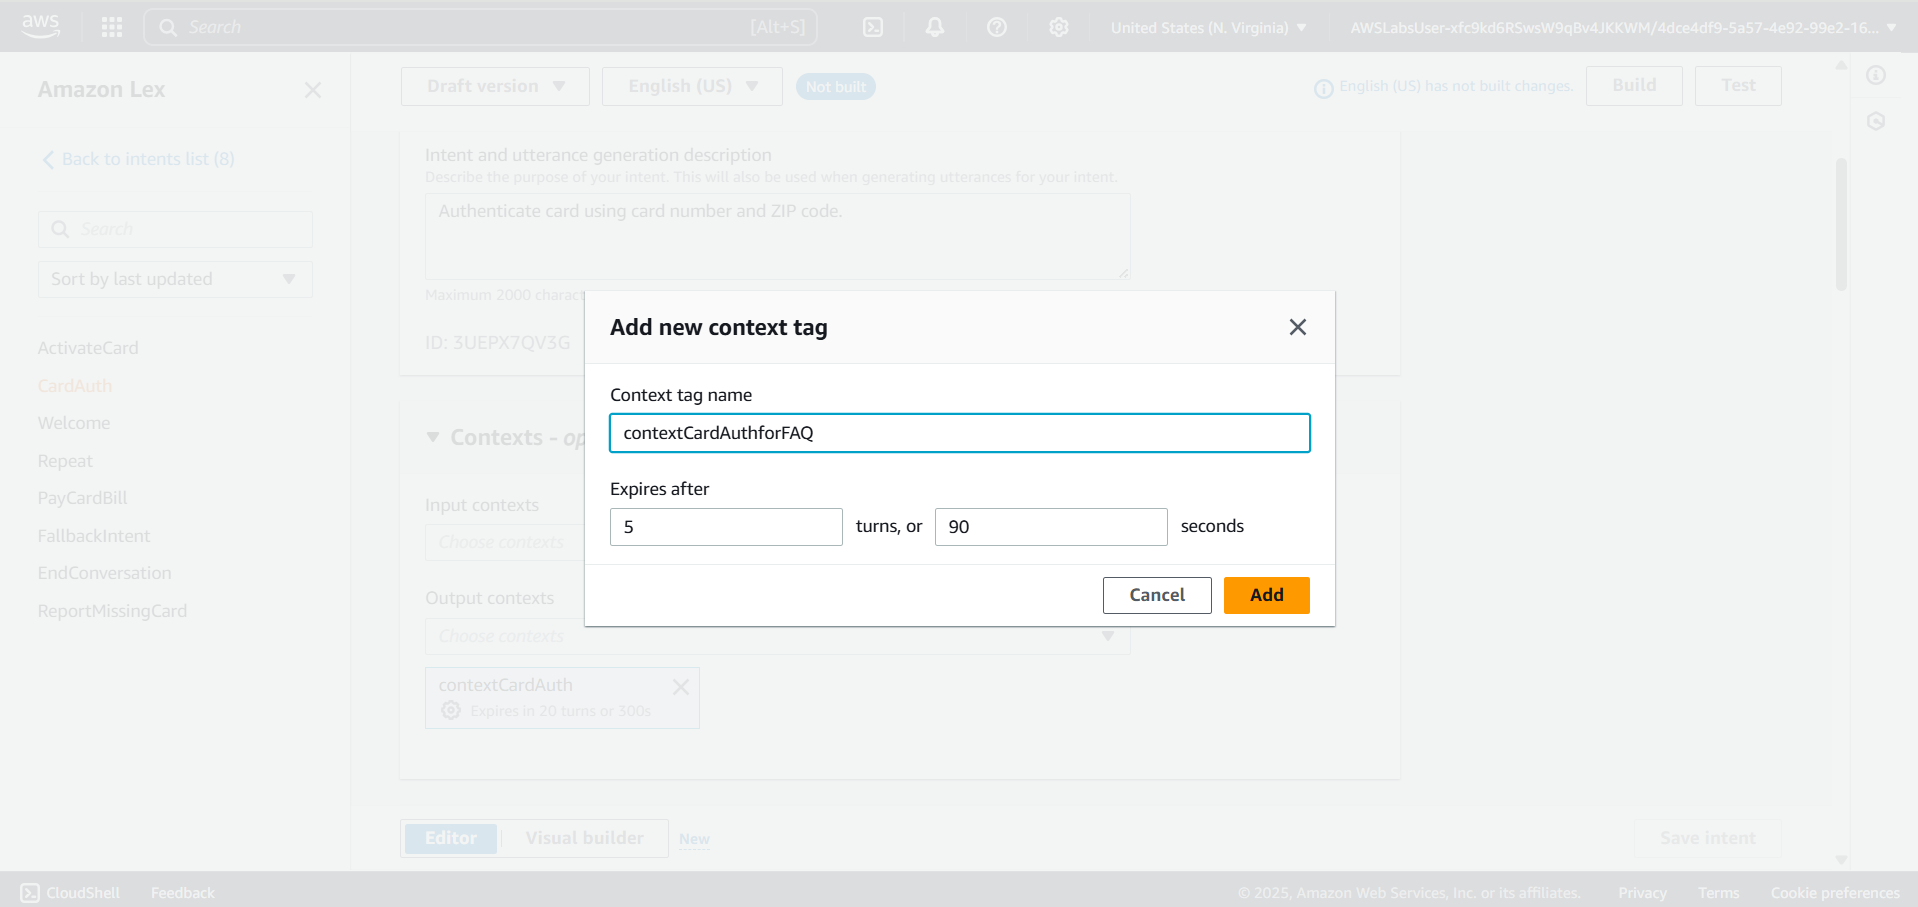 aws
Search
[Alt+S]
United States (N. Virginia)
AWSLabsUser-xfc9kd6RSwsW9qBv4JKKWM/4dce4df9-5a57-4e92-99e2-16...
Amazon Lex
Draft version
English (US)
Not built
English (US) has not built changes.
Build
Test
Back to intents list (8)
Search
Sort by last updated
ActivateCard
CardAuth
Welcome
Repeat
PayCardBill
FallbackIntent
EndConversation
ReportMissingCard
Intent and utterance generation description
Describe the purpose of your intent. This will also be used when generating utterances for your intent.
Authenticate card using card number and ZIP code.
Maximum 2000 charact
ID: 3UEPX7QV3G
Contexts - op
Input contexts
Choose contexts
Output contexts
Choose contexts
contextCardAuth
Expires in 20 turns or 300s
Add new context tag
Context tag name
contextCardAuthforFAQ
Expires after
5 turns, or 90 seconds
Cancel
Add
Editor
Visual builder
New
Save intent
CloudShell
Feedback
© 2025, Amazon Web Services, Inc. or its affiliates.
Privacy
Terms
Cookie preferences